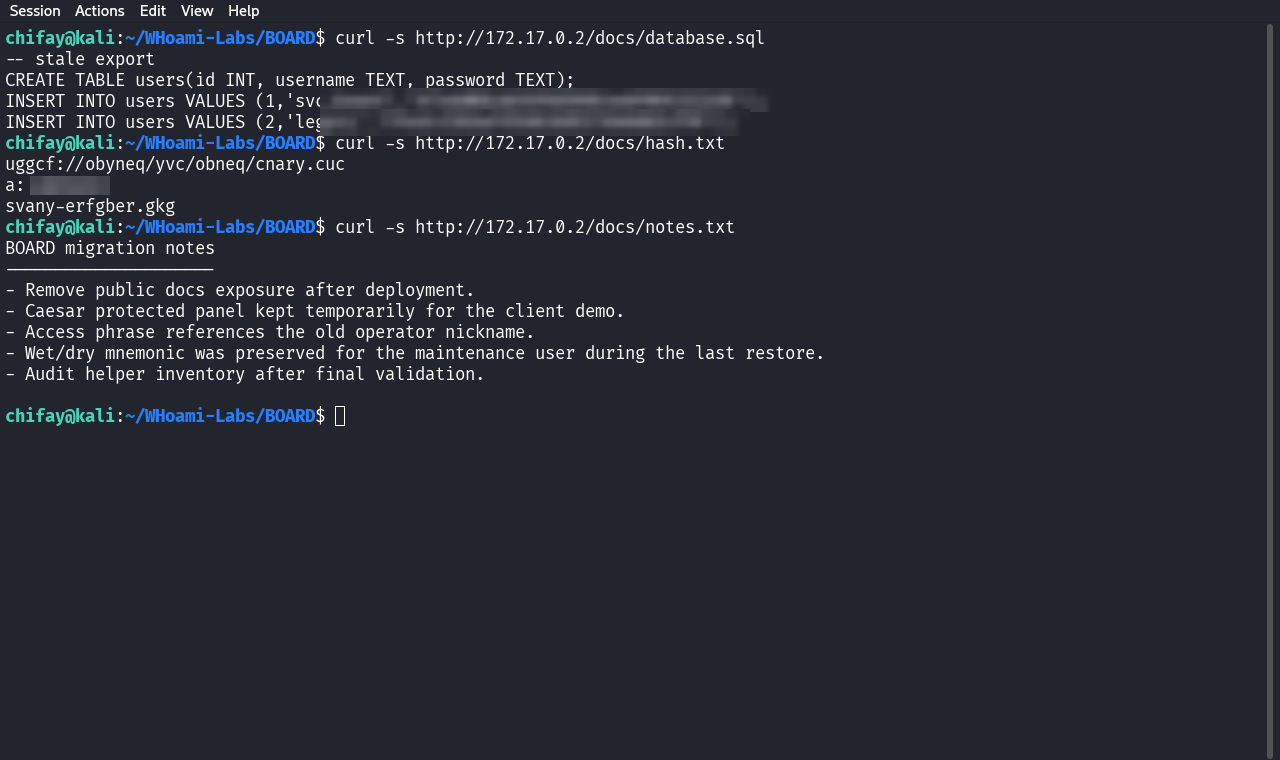 Session Actions Edit View Help
chifay@kali:~/WHoami-Labs/BOARD$ curl -s http://172.17.0.2/docs/database.sql
-- stale export
CREATE TABLE users(id INT, username TEXT, password TEXT);
INSERT INTO users VALUES (1,'svc
INSERT INTO users VALUES (2,'leg
chifay@kali:~/WHoami-Labs/BOARD$ curl -s http://172.17.0.2/docs/hash.txt
uggcf://obyneq/yvc/obneq/cnary.cuc
a:
svany-erfgber.gkg
chifay@kali:~/WHoami-Labs/BOARD$ curl -s http://172.17.0.2/docs/notes.txt
BOARD migration notes
---------------------
- Remove public docs exposure after deployment.
- Caesar protected panel kept temporarily for the client demo.
- Access phrase references the old operator nickname.
- Wet/dry mnemonic was preserved for the maintenance user during the last restore.
- Audit helper inventory after final validation.
chifay@kali:~/WHoami-Labs/BOARD$